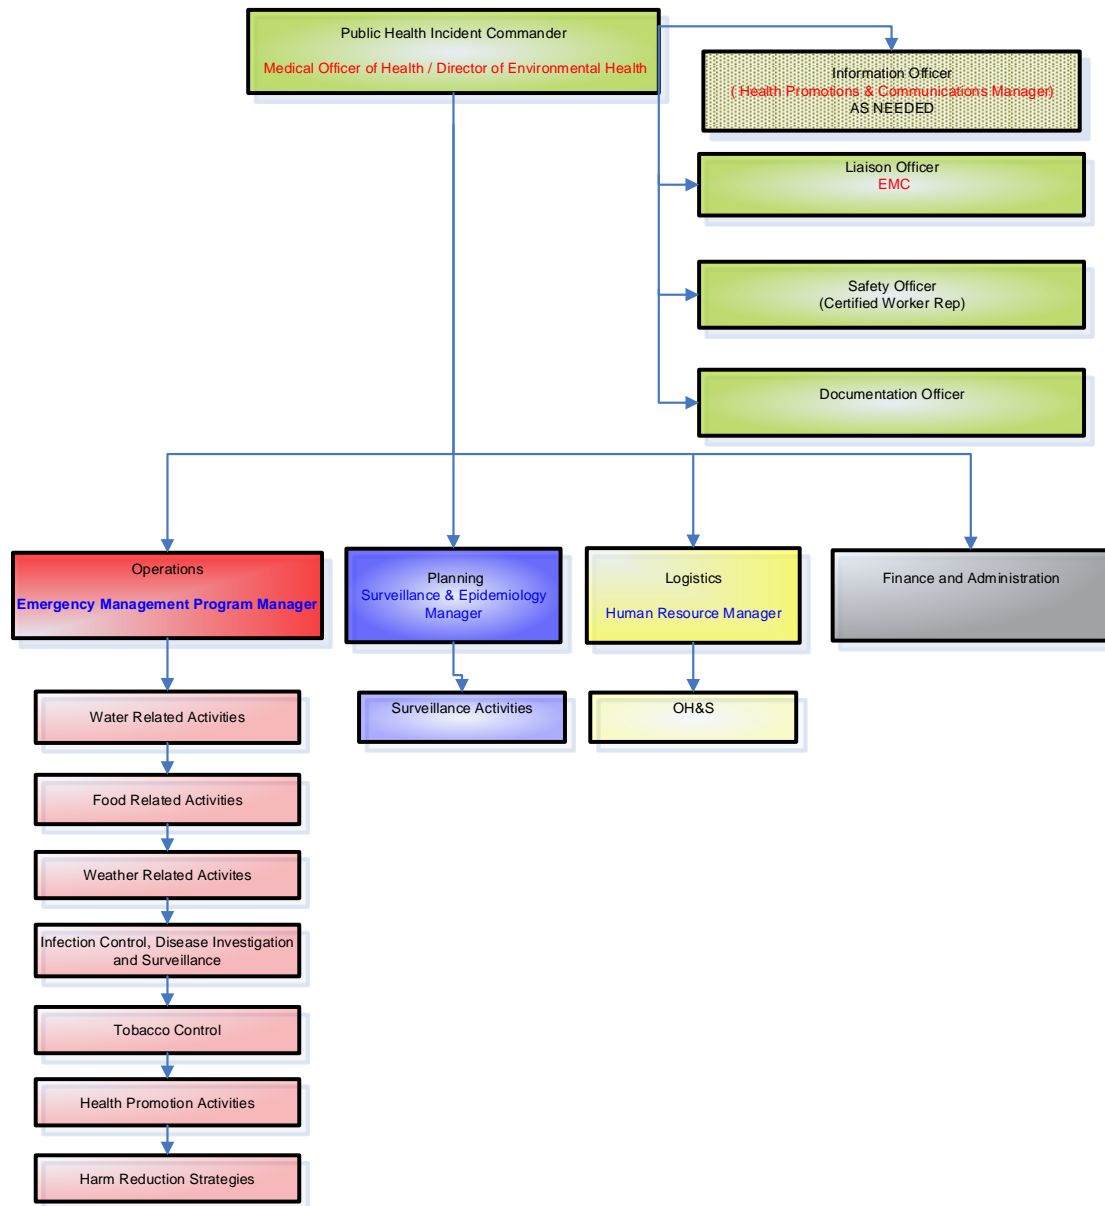 Public Health Incident Commander
Medical Officer of Health / Director of Environmental Health
Information Officer
( Health Promotions & Communications Manager)
AS NEEDED
Liaison Officer
EMC
Safety Officer
(Certified Worker Rep)
Documentation Officer
Operations
Emergency Management Program Manager
Planning
Surveillance & Epidemiology
Manager
Logistics
Human Resource Manager
Finance and Administration
Water Related Activities
Surveillance Activities
OH&S
Food Related Activities
Weather Related Activites
Infection Control, Disease Investigation
and Surveillance
Tobacco Control
Health Promotion Activities
Harm Reduction Strategies